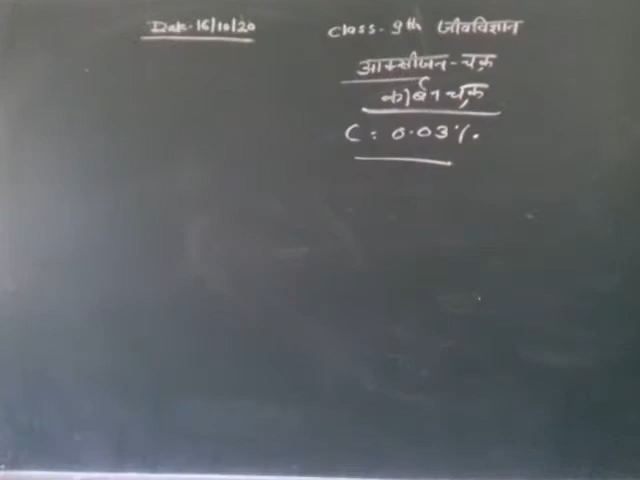 Date-16/10/20
Class-9th जीवविज्ञान
आक्सीजन-चक्र
कार्बन चक्र
C = 0.03%.